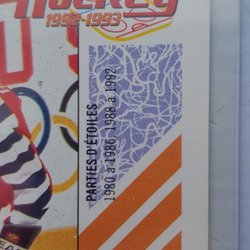 Hockey
1992-1993
PARTIES D'ÉTOILES
1980 à 1986, 1988 à 1992